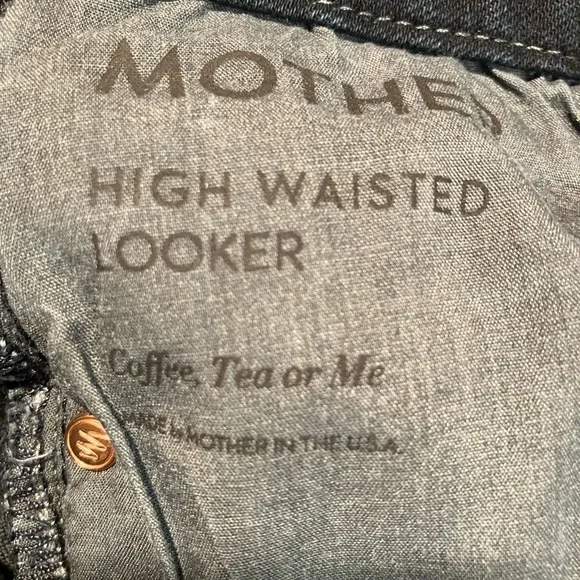 MOTHER
HIGH WAISTED
LOOKER
Coffee, Tea or Me
MADE by MOTHER IN THE U.S.A.
M